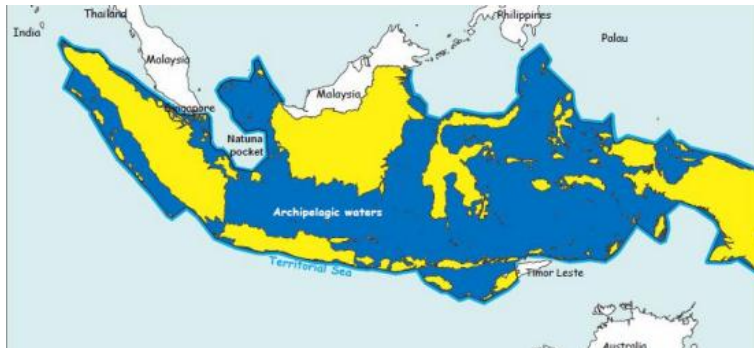 Thailand
Philippines
India
Palau
Malaysia
Malaysia
Singapore
Natuna
pocket
Archipelagic waters
Territorial Sea
Timor Leste
Australia